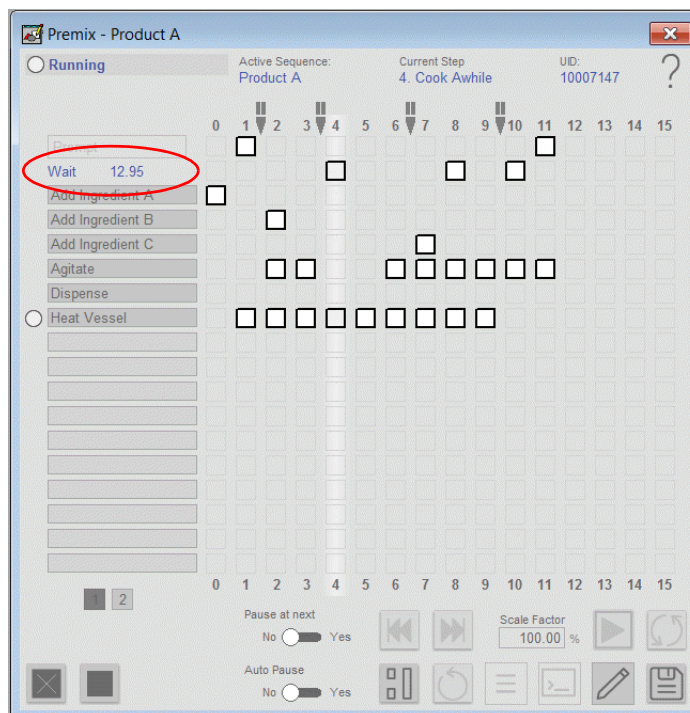 Premix - Product A
Running
Active Sequence:
Product A
Current Step
4. Cook Awhile
UID:
10007147
?
0 1 2 3 4 5 6 7 8 9 10 11 12 13 14 15
Prompt
Wait 12.95
Add Ingredient A
Add Ingredient B
Add Ingredient C
Agitate
Dispense
Heat Vessel
0 1 2 3 4 5 6 7 8 9 10 11 12 13 14 15
1 2
Pause at next
No Yes
Scale Factor
100.00 %
Auto Pause
No Yes